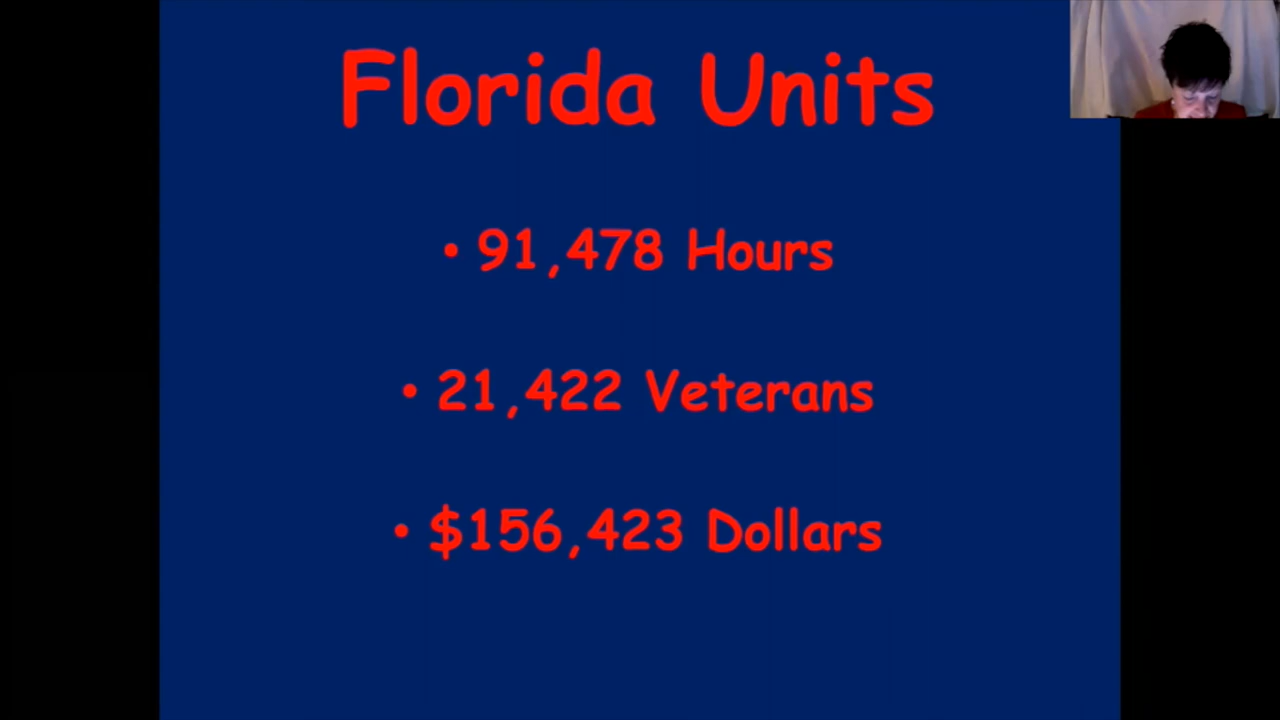 Florida Units
• 91,478 Hours
• 21,422 Veterans
• $156,423 Dollars